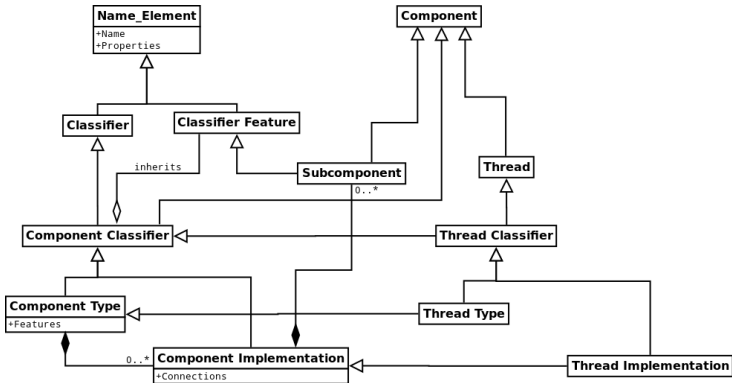 Name_Element
+Name
+Properties
Component
Classifier
Classifier Feature
inherits
Subcomponent
0..*
Thread
Component Classifier
Thread Classifier
Component Type
+Features
Thread Type
0..*
Component Implementation
+Connections
Thread Implementation